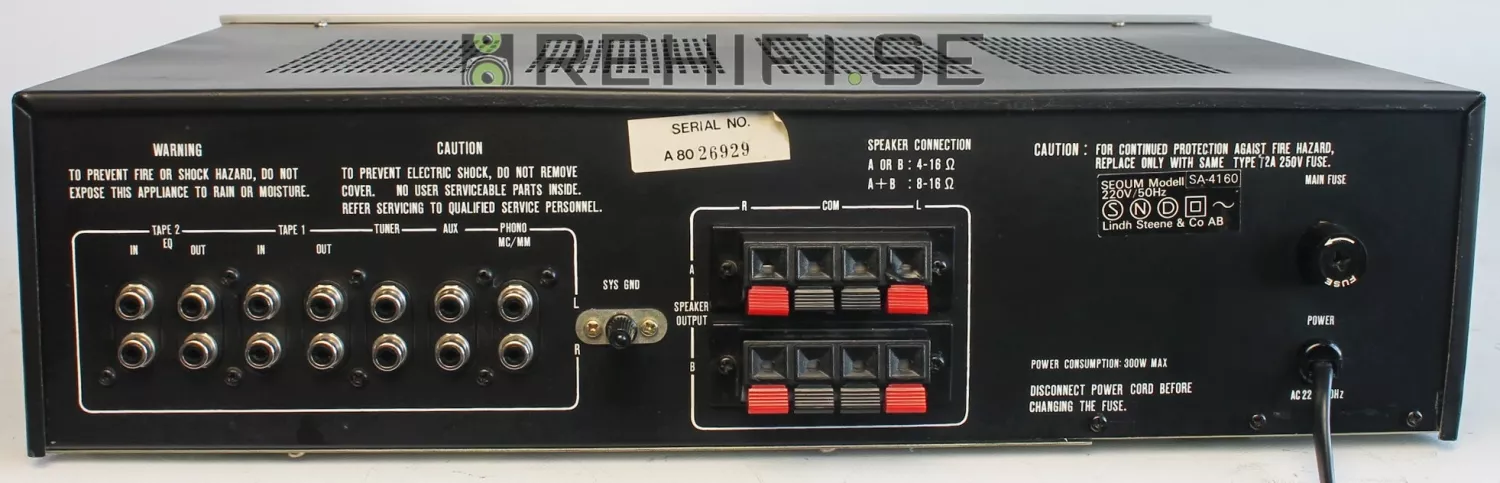 REHIFI.SE
SERIAL NO.
A 80 26929
WARNING
TO PREVENT FIRE OR SHOCK HAZARD, DO NOT
EXPOSE THIS APPLIANCE TO RAIN OR MOISTURE.
CAUTION
TO PREVENT ELECTRIC SHOCK, DO NOT REMOVE
COVER. NO USER SERVICEABLE PARTS INSIDE.
REFER SERVICING TO QUALIFIED SERVICE PERSONNEL.
SPEAKER CONNECTION
A OR B : 4-16 Ω
A+B : 8-16 Ω
CAUTION : FOR CONTINUED PROTECTION AGAIST FIRE HAZARD,
REPLACE ONLY WITH SAME TYPE T2A 250V FUSE.
MAIN FUSE
SEOUM Modell SA-4160
220V/50Hz
S N D
Lindh Steene & Co AB
TAPE 2 TAPE 1 TUNER AUX PHONO
EQ MC/MM
IN OUT IN OUT
L
R
SYS GND
R COM L
A
SPEAKER
OUTPUT
B
FUSE
POWER
POWER CONSUMPTION: 300W MAX
DISCONNECT POWER CORD BEFORE
CHANGING THE FUSE.
AC 22 Hz